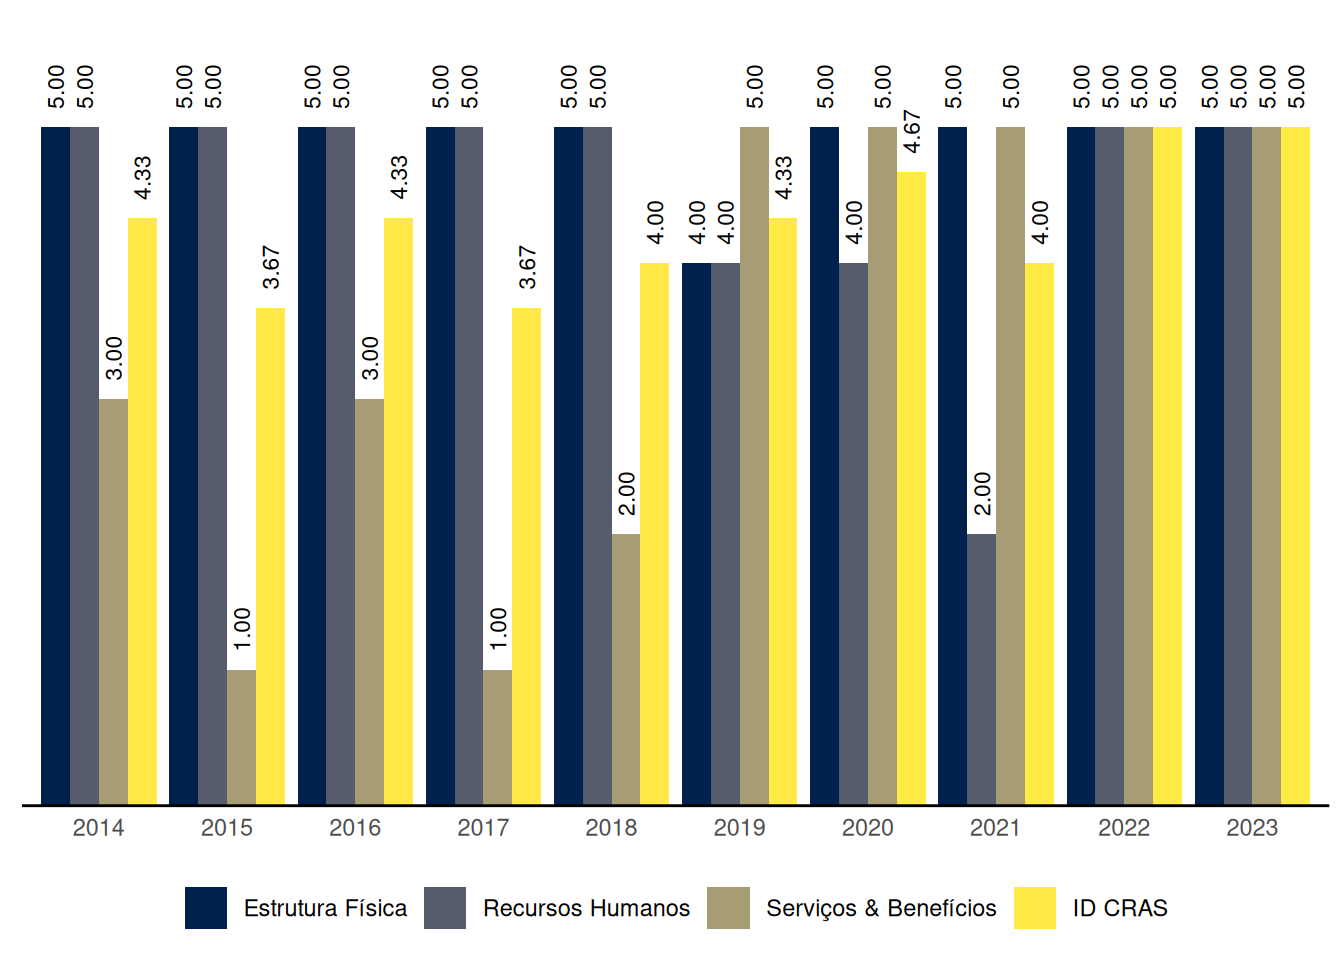 5.00 5.00 3.00 4.33
5.00 5.00 1.00 3.67
5.00 5.00 3.00 4.33
5.00 5.00 1.00 3.67
5.00 5.00 2.00 4.00
4.00 4.00 5.00 4.33
5.00 4.00 5.00 4.67
5.00 2.00 5.00 4.00
5.00 5.00 5.00 5.00
5.00 5.00 5.00 5.00
2014 2015 2016 2017 2018 2019 2020 2021 2022 2023
Estrutura Física Recursos Humanos Serviços & Benefícios ID CRAS